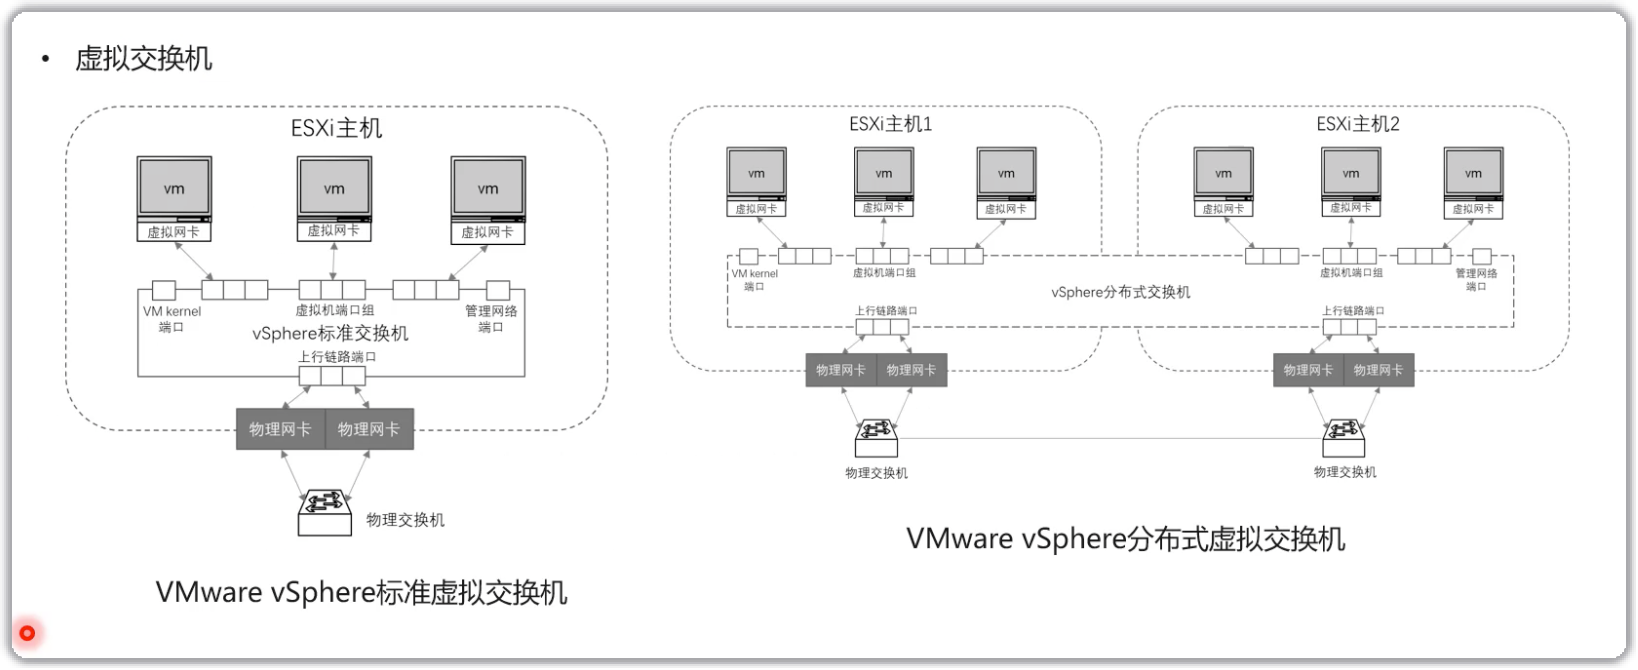 • 虚拟交换机
ESXi主机
vm
vm
vm
虚拟网卡
虚拟网卡
虚拟网卡
VM kernel
端口
虚拟机端口组
管理网络
端口
vSphere标准交换机
上行链路端口
物理网卡
物理网卡
物理交换机
VMware vSphere标准虚拟交换机
ESXi主机1
vm
vm
vm
虚拟网卡
虚拟网卡
虚拟网卡
VM kernel
端口
虚拟机端口组
上行链路端口
物理网卡
物理网卡
物理交换机
vSphere分布式交换机
ESXi主机2
vm
vm
vm
虚拟网卡
虚拟网卡
虚拟网卡
虚拟机端口组
管理网络
端口
上行链路端口
物理网卡
物理网卡
物理交换机
VMware vSphere分布式虚拟交换机